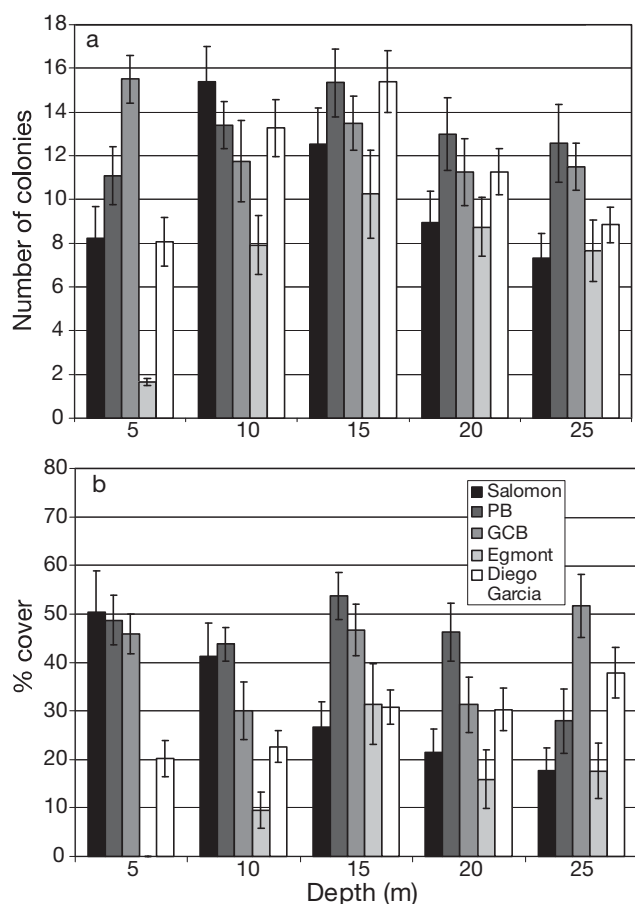 a
Number of colonies
18
16
14
12
10
8
6
4
2
0
5 10 15 20 25
b
% cover
80
70
60
50
40
30
20
10
0
Salomon
PB
GCB
Egmont
Diego
Garcia
5 10 15 20 25
Depth (m)